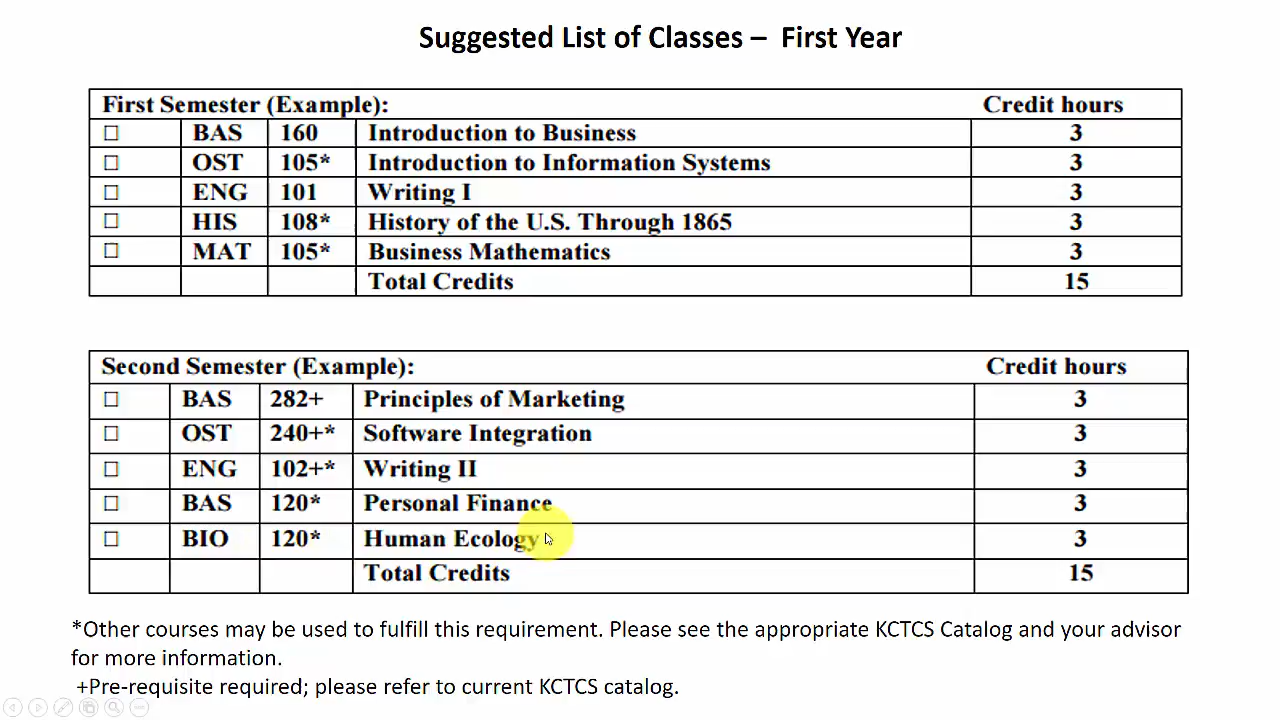 Suggested List of Classes – First Year
First Semester (Example): Credit hours
☐ BAS 160 Introduction to Business 3
☐ OST 105* Introduction to Information Systems 3
☐ ENG 101 Writing I 3
☐ HIS 108* History of the U.S. Through 1865 3
☐ MAT 105* Business Mathematics 3
Total Credits 15
Second Semester (Example): Credit hours
☐ BAS 282+ Principles of Marketing 3
☐ OST 240+* Software Integration 3
☐ ENG 102+* Writing II 3
☐ BAS 120* Personal Finance 3
☐ BIO 120* Human Ecology 3
Total Credits 15
*Other courses may be used to fulfill this requirement. Please see the appropriate KCTCS Catalog and your advisor
for more information.
+Pre-requisite required; please refer to current KCTCS catalog.